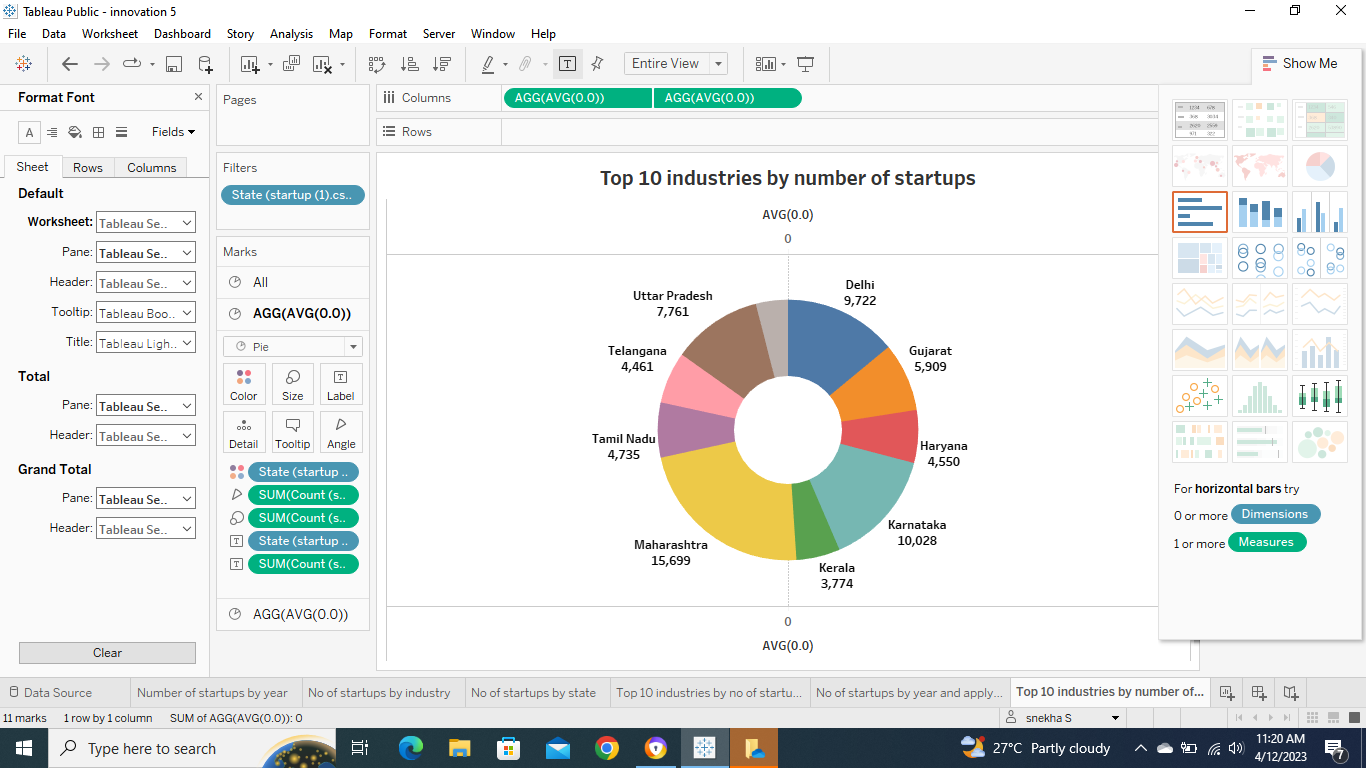 Tableau Public - innovation 5
File Data Worksheet Dashboard Story Analysis Map Format Server Window Help
Entire View
Show Me
Format Font
Fields
Sheet Rows Columns
Default
Worksheet: Tableau Se..
Pane: Tableau Se..
Header: Tableau Se..
Tooltip: Tableau Boo..
Title: Tableau Ligh..
Total
Pane: Tableau Se..
Header: Tableau Se..
Grand Total
Pane: Tableau Se..
Header: Tableau Se..
Clear
Pages
Filters
State (startup (1).cs..
Marks
All
AGG(AVG(0.0))
Pie
Color Size Label
Detail Tooltip Angle
State (startup ..
SUM(Count (s..
SUM(Count (s..
State (startup ..
SUM(Count (s..
AGG(AVG(0.0))
Columns AGG(AVG(0.0)) AGG(AVG(0.0))
Rows
Top 10 industries by number of startups
AVG(0.0)
0
Delhi
9,722
Gujarat
5,909
Haryana
4,550
Karnataka
10,028
Kerala
3,774
Maharashtra
15,699
Tamil Nadu
4,735
Telangana
4,461
Uttar Pradesh
7,761
0
AVG(0.0)
For horizontal bars try
0 or more Dimensions
1 or more Measures
Data Source Number of startups by year No of startups by industry No of startups by state Top 10 industries by no of startu... No of startups by year and apply... Top 10 industries by number of...
11 marks 1 row by 1 column SUM of AGG(AVG(0.0)): 0 snekha S
Type here to search 27°C Partly cloudy 11:20 AM
4/12/2023 7